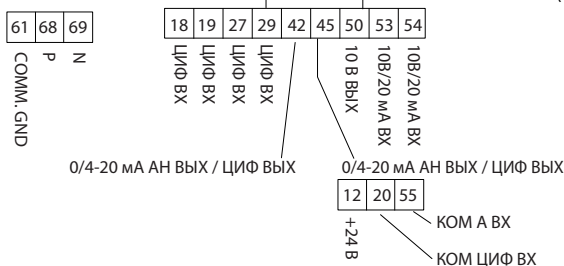 61 68 69
18 19 27 29 42 45 50 53 54
COMM. GND
P
N
ЦИФ ВХ
ЦИФ ВХ
ЦИФ ВХ
ЦИФ ВХ
10 В ВЫХ
10В/20 мА ВХ
10В/20 мА ВХ
0/4-20 мА АН ВЫХ / ЦИФ ВЫХ
0/4-20 мА АН ВЫХ / ЦИФ ВЫХ
12 20 55
+24 В
КОМ А ВХ
КОМ ЦИФ ВХ